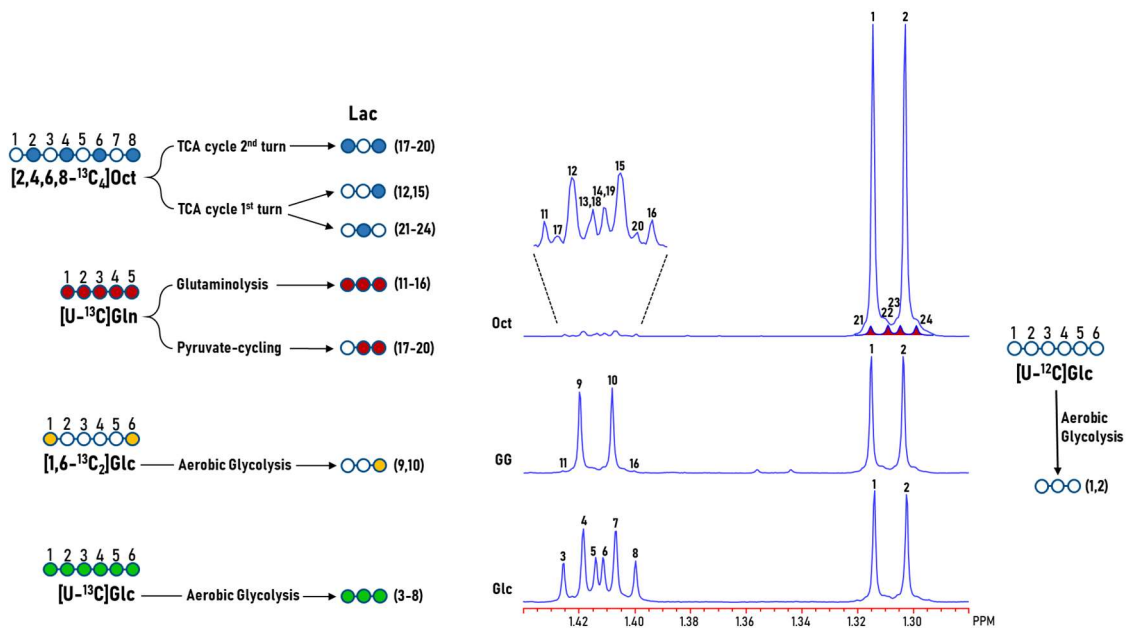 Lac
1 2 3 4 5 6 7 8
[2,4,6,8-¹³C₄]Oct
TCA cycle 2ⁿᵈ turn
(17-20)
TCA cycle 1ˢᵗ turn
(12,15)
(21-24)
1 2 3 4 5
[U-¹³C]Gln
Glutaminolysis
(11-16)
Pyruvate-cycling
(17-20)
1 2 3 4 5 6
[1,6-¹³C₂]Glc
Aerobic Glycolysis
(9,10)
1 2 3 4 5 6
[U-¹³C]Glc
Aerobic Glycolysis
(3-8)
1 2
11 17 12 13,18 14,19 15 20 16
21 22 23 24
Oct
9 10
11 16
1 2
GG
3 4 5 6 7 8
1 2
Glc
1.42 1.40 1.38 1.36 1.34 1.32 1.30 PPM
1 2 3 4 5 6
[U-¹²C]Glc
Aerobic
Glycolysis
(1,2)